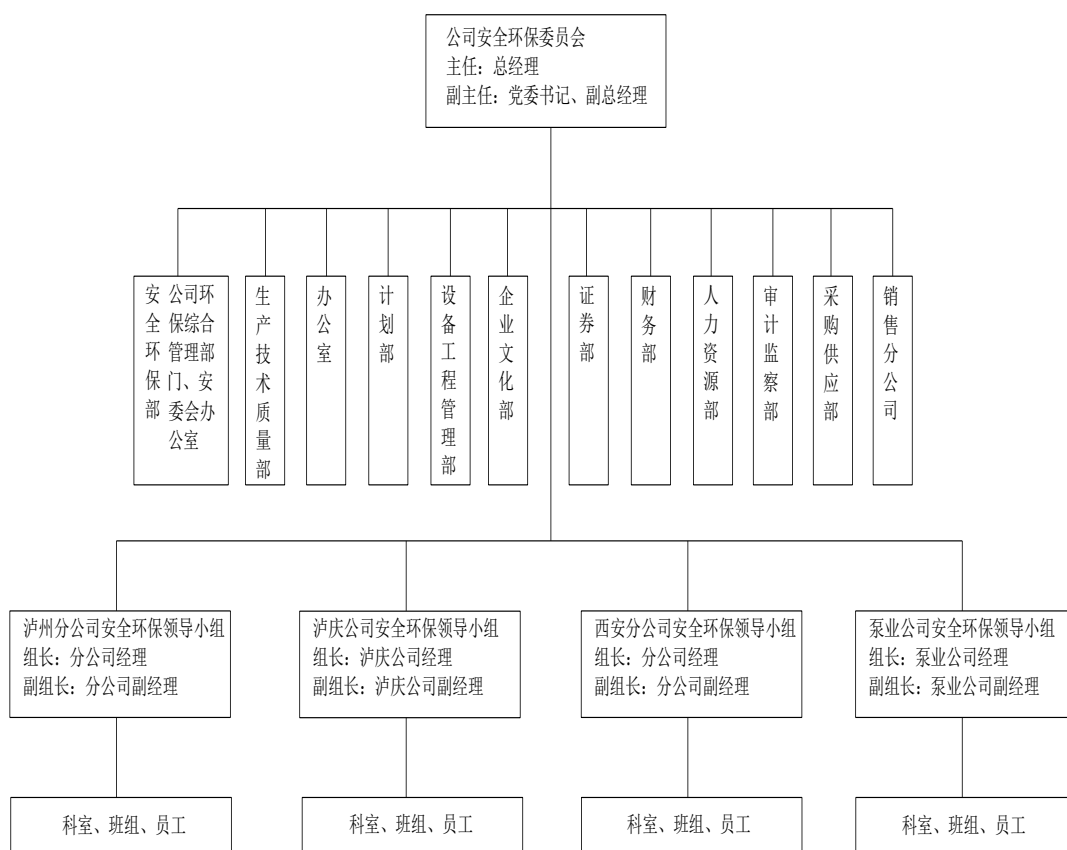 公司安全环保委员会
主任：总经理
副主任：党委书记、副总经理
安全环保部
公司环
保综合
管理部
门、安
委会办
公室
生产技术质量部
办公室
计划部
设备工程管理部
企业文化部
证券部
财务部
人力资源部
审计监察部
采购供应部
销售分公司
泸州分公司安全环保领导小组
组长：分公司经理
副组长：分公司副经理
泸庆公司安全环保领导小组
组长：泸庆公司经理
副组长：泸庆公司副经理
西安分公司安全环保领导小组
组长：分公司经理
副组长：分公司副经理
泵业公司安全环保领导小组
组长：泵业公司经理
副组长：泵业公司副经理
科室、班组、员工
科室、班组、员工
科室、班组、员工
科室、班组、员工